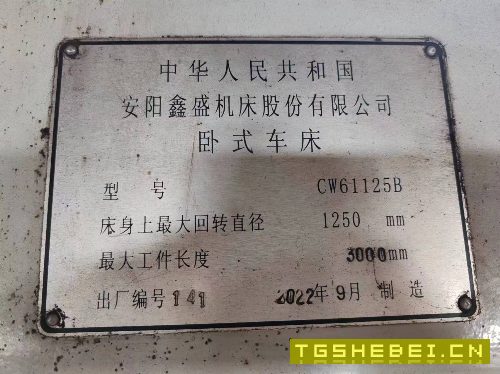 中华人民共和国
安阳鑫盛机床股份有限公司
卧式车床
型 号 CW61125B
床身上最大回转直径 1250 mm
最大工件长度 3000mm
出厂编号141 2022年9月 制造
TGSHEBEI.CN